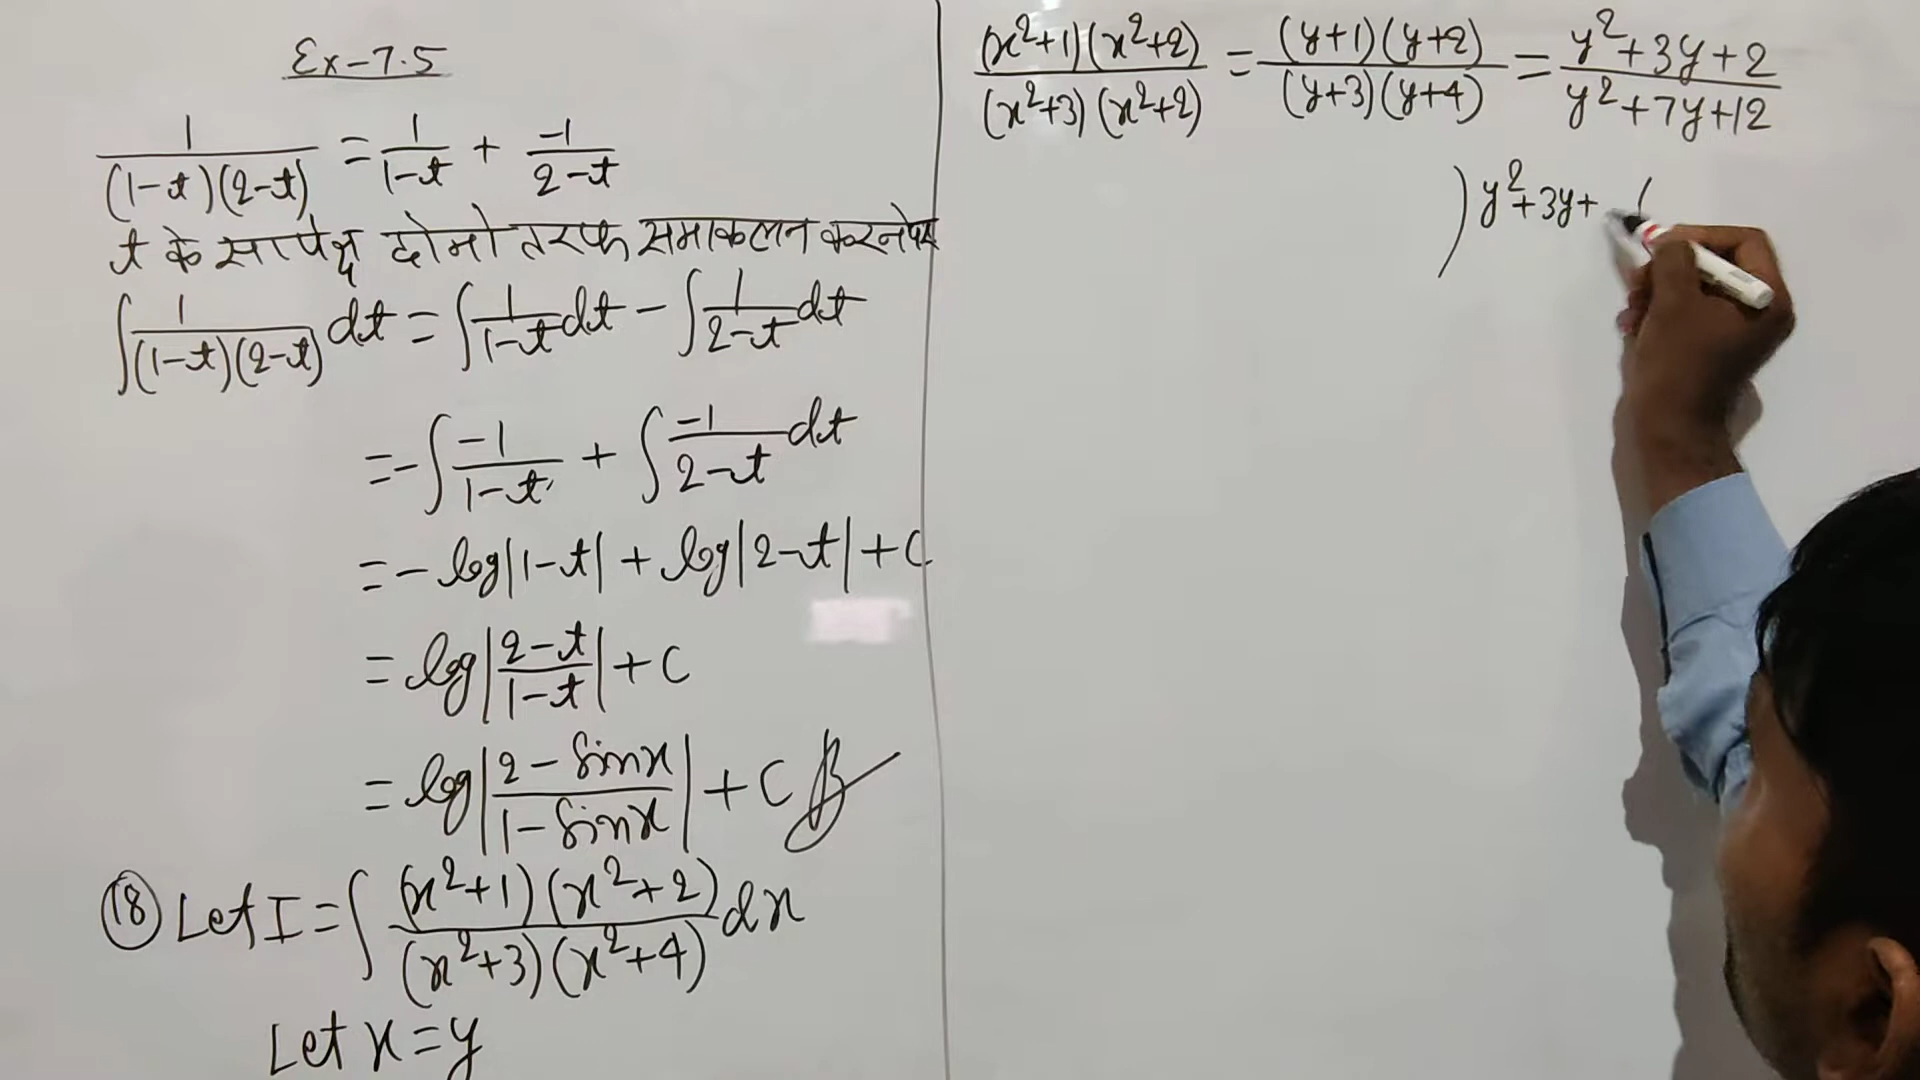 Ex-7.5
1/((1-t)(2-t)) = 1/(1-t) + -1/(2-t)
t के सापेक्ष दोनो तरफ समाकलन करने पर
∫ 1/((1-t)(2-t)) dt = ∫ 1/(1-t) dt - ∫ 1/(2-t) dt
= - ∫ -1/(1-t) + ∫ -1/(2-t) dt
= - log|1-t| + log|2-t| + C
= log|(2-t)/(1-t)| + C
= log|(2 - sinx)/(1 - sinx)| + C
(18) Let I = ∫ (x²+1)(x²+2)/((x²+3)(x²+4)) dx
Let x = y
(x²+1)(x²+2)/((x²+3)(x²+2)) = (y+1)(y+2)/((y+3)(y+4)) = (y²+3y+2)/(y²+7y+12)
) y²+3y+ (